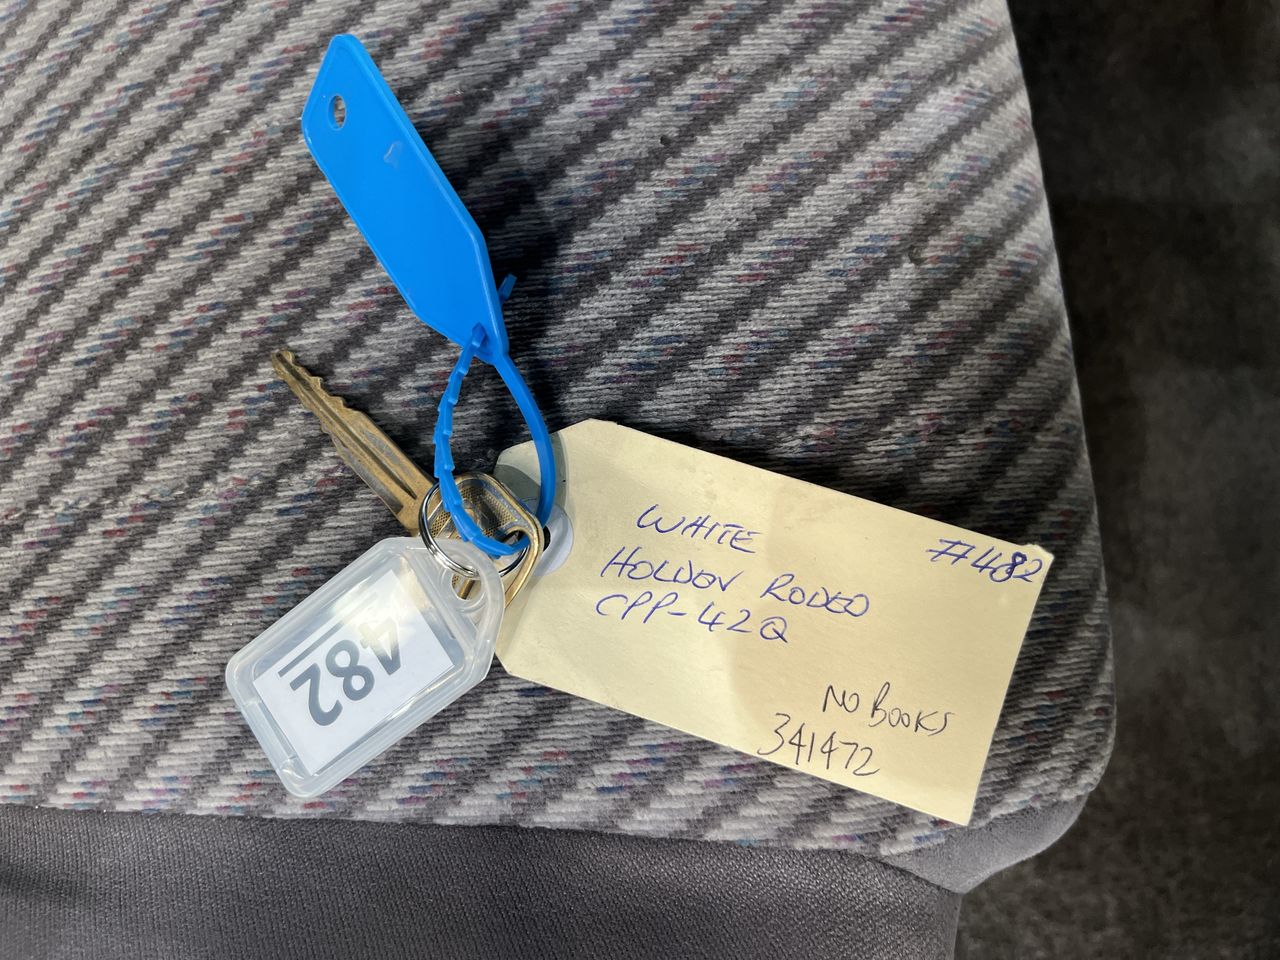 WHITE
#482
HOLDEN RODEO
CPP-42Q
NO BOOKS
341472
482